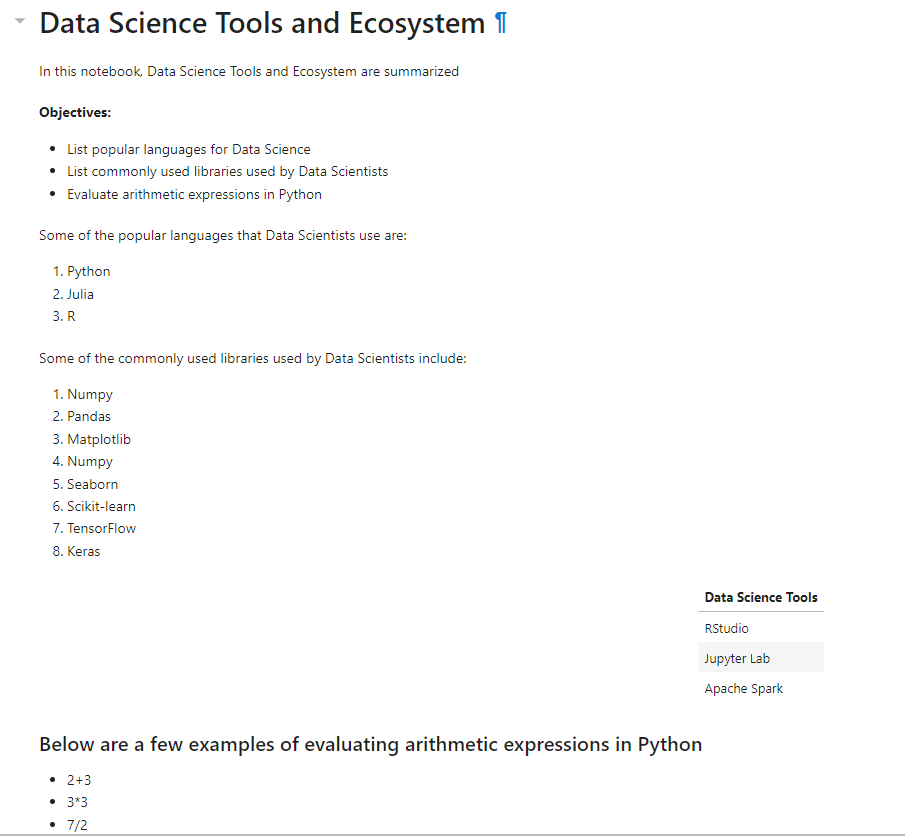 Data Science Tools and Ecosystem ¶
In this notebook, Data Science Tools and Ecosystem are summarized
Objectives:
• List popular languages for Data Science
• List commonly used libraries used by Data Scientists
• Evaluate arithmetic expressions in Python
Some of the popular languages that Data Scientists use are:
1. Python
2. Julia
3. R
Some of the commonly used libraries used by Data Scientists include:
1. Numpy
2. Pandas
3. Matplotlib
4. Numpy
5. Seaborn
6. Scikit-learn
7. TensorFlow
8. Keras
Data Science Tools
RStudio
Jupyter Lab
Apache Spark
Below are a few examples of evaluating arithmetic expressions in Python
• 2+3
• 3*3
• 7/2